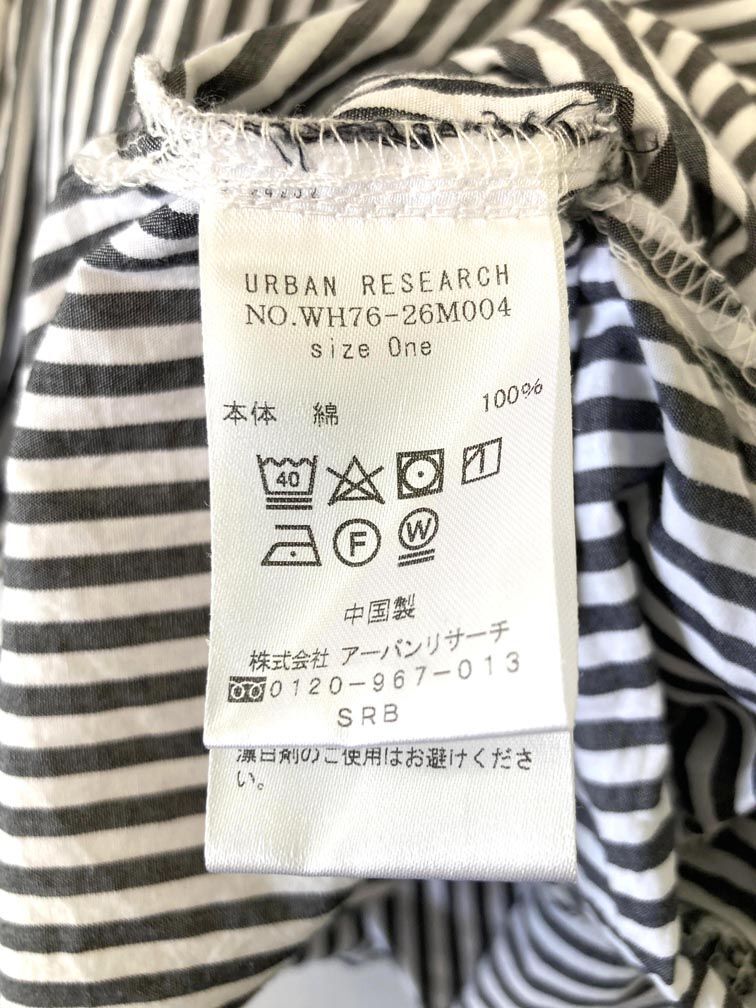 URBAN RESEARCH
NO.WH76-26M004
size One
本体 綿 100%
40
F W
中国製
株式会社 アーバンリサーチ
0120-967-013
SRB
漂白剤のご使用はお避けくださ
い。